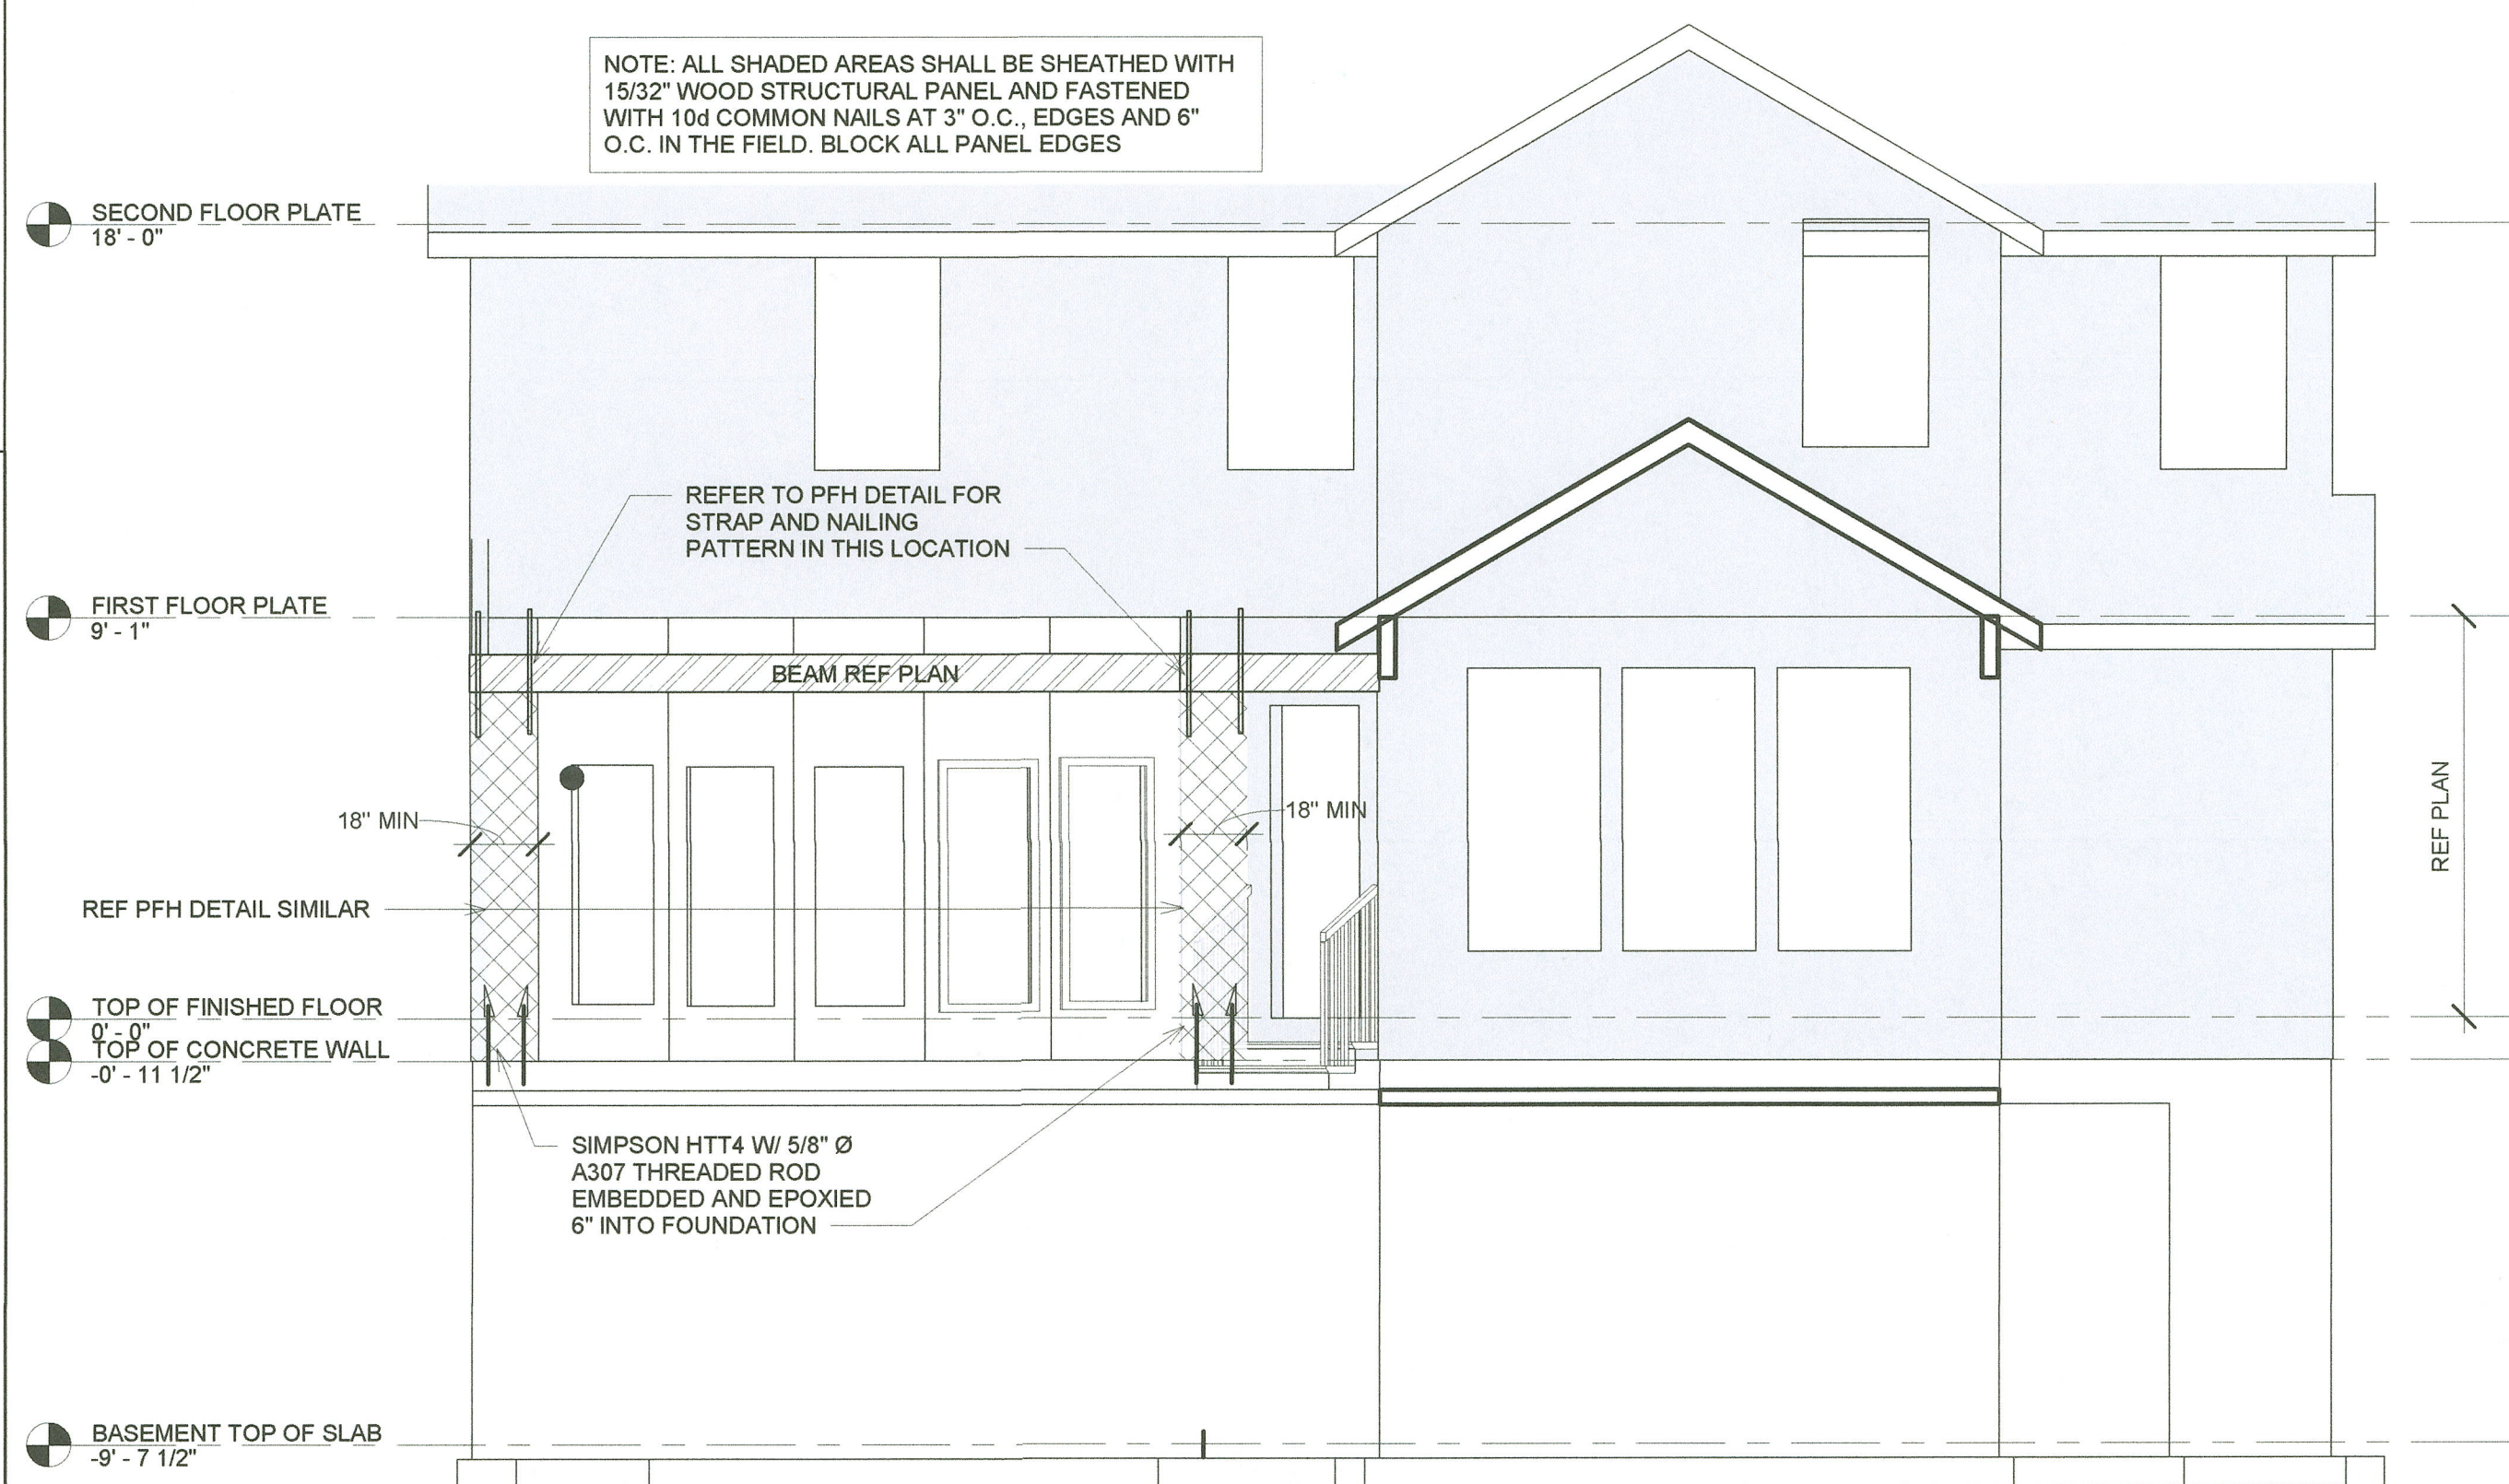 NOTE: ALL SHADED AREAS SHALL BE SHEATHED WITH
15/32" WOOD STRUCTURAL PANEL AND FASTENED
WITH 10d COMMON NAILS AT 3" O.C., EDGES AND 6"
O.C. IN THE FIELD. BLOCK ALL PANEL EDGES
SECOND FLOOR PLATE
18' - 0"
REFER TO PFH DETAIL FOR
STRAP AND NAILING
PATTERN IN THIS LOCATION
FIRST FLOOR PLATE
9' - 1"
BEAM REF PLAN
18" MIN
18" MIN
REF PLAN
REF PFH DETAIL SIMILAR
TOP OF FINISHED FLOOR
0' - 0"
TOP OF CONCRETE WALL
-0' - 11 1/2"
SIMPSON HTT4 W/ 5/8" Ø
A307 THREADED ROD
EMBEDDED AND EPOXIED
6" INTO FOUNDATION
BASEMENT TOP OF SLAB
-9' - 7 1/2"